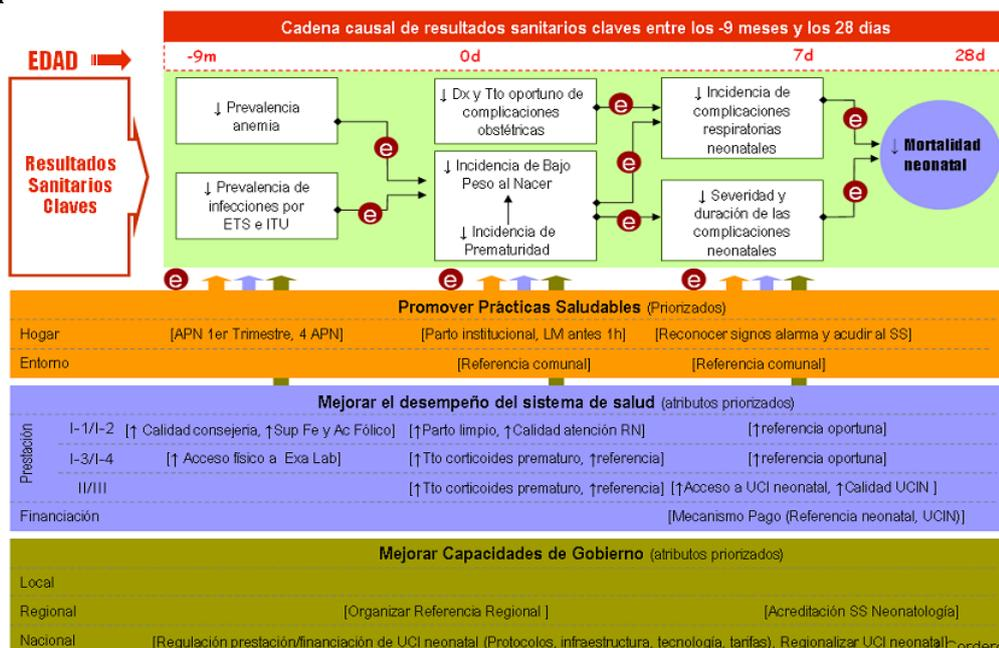 Cadena causal de resultados sanitarios claves entre los -9 meses y los 28 días
EDAD
-9m 0d 7d 28d
Resultados
Sanitarios
Claves
↓ Prevalencia
anemia
↓ Prevalencia de
infecciones por
ETS e ITU
↓ Dx y Tto oportuno de
complicaciones
obstétricas
↓ Incidencia de Bajo
Peso al Nacer
↓ Incidencia de
Prematuridad
↓ Incidencia de
complicaciones
respiratorias
neonatales
↓ Severidad y
duración de las
complicaciones
neonatales
↓ Mortalidad
neonatal
e
e
e
e
e
e
e
e e e
Promover Prácticas Saludables (Priorizados)
Hogar [APN 1er Trimestre, 4 APN] [Parto institucional, LM antes 1h] [Reconocer signos alarma y acudir al SS]
Entorno [Referencia comunal] [Referencia comunal]
Mejorar el desempeño del sistema de salud (atributos priorizados)
Prestación
I-1/I-2 [↑ Calidad consejeria, ↑Sup Fe y Ac Fólico] [↑Parto limpio, ↑Calidad atención RN] [↑referencia oportuna]
I-3/I-4 [↑ Acceso físico a Exa Lab] [↑Tto corticoides prematuro, ↑referencia] [↑referencia oportuna]
II/III [↑Tto corticoides prematuro, ↑referencia] [↑Acceso a UCI neonatal, ↑Calidad UCIN ]
Financiación [Mecanismo Pago (Referencia neonatal, UCIN)]
Mejorar Capacidades de Gobierno (atributos priorizados)
Local
Regional [Organizar Referencia Regional ] [Acreditación SS Neonatología]
Nacional [Regulación prestación/financiación de UCI neonatal (Protocolos, infraestructura, tecnología, tarifas), Regionalizar UCI neonatal]